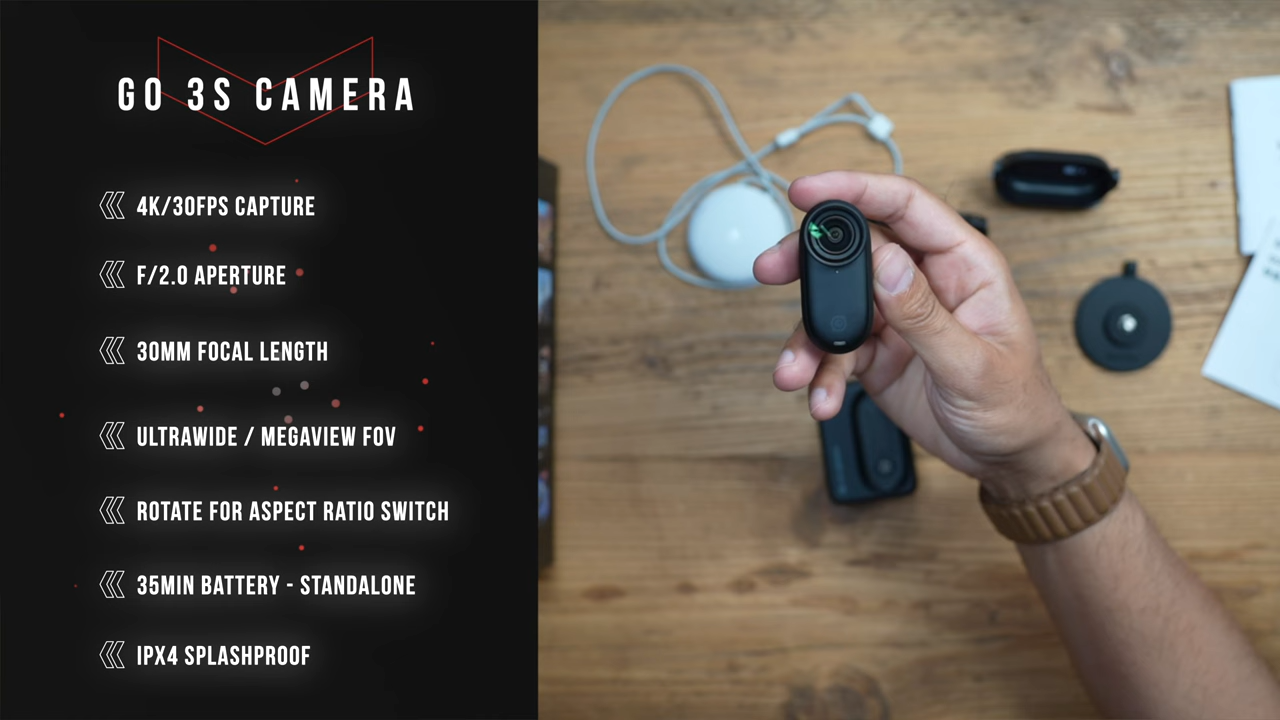 GO 3S CAMERA
4K/30FPS CAPTURE
F/2.0 APERTURE
30MM FOCAL LENGTH
ULTRAWIDE / MEGAVIEW FOV
ROTATE FOR ASPECT RATIO SWITCH
35MIN BATTERY - STANDALONE
IPX4 SPLASHPROOF